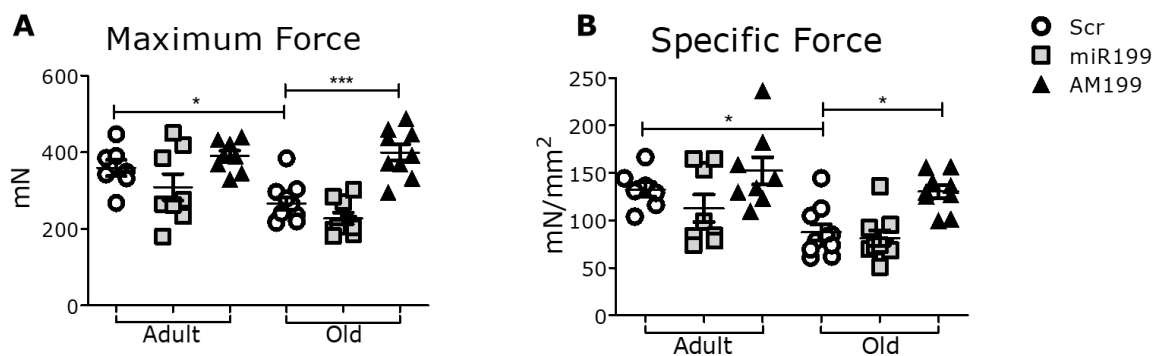 A
Maximum Force
mN
600
400
200
0
*
***
Adult
Old
B
Specific Force
mN/mm²
250
200
150
100
50
0
*
*
Adult
Old
Scr
miR199
AM199